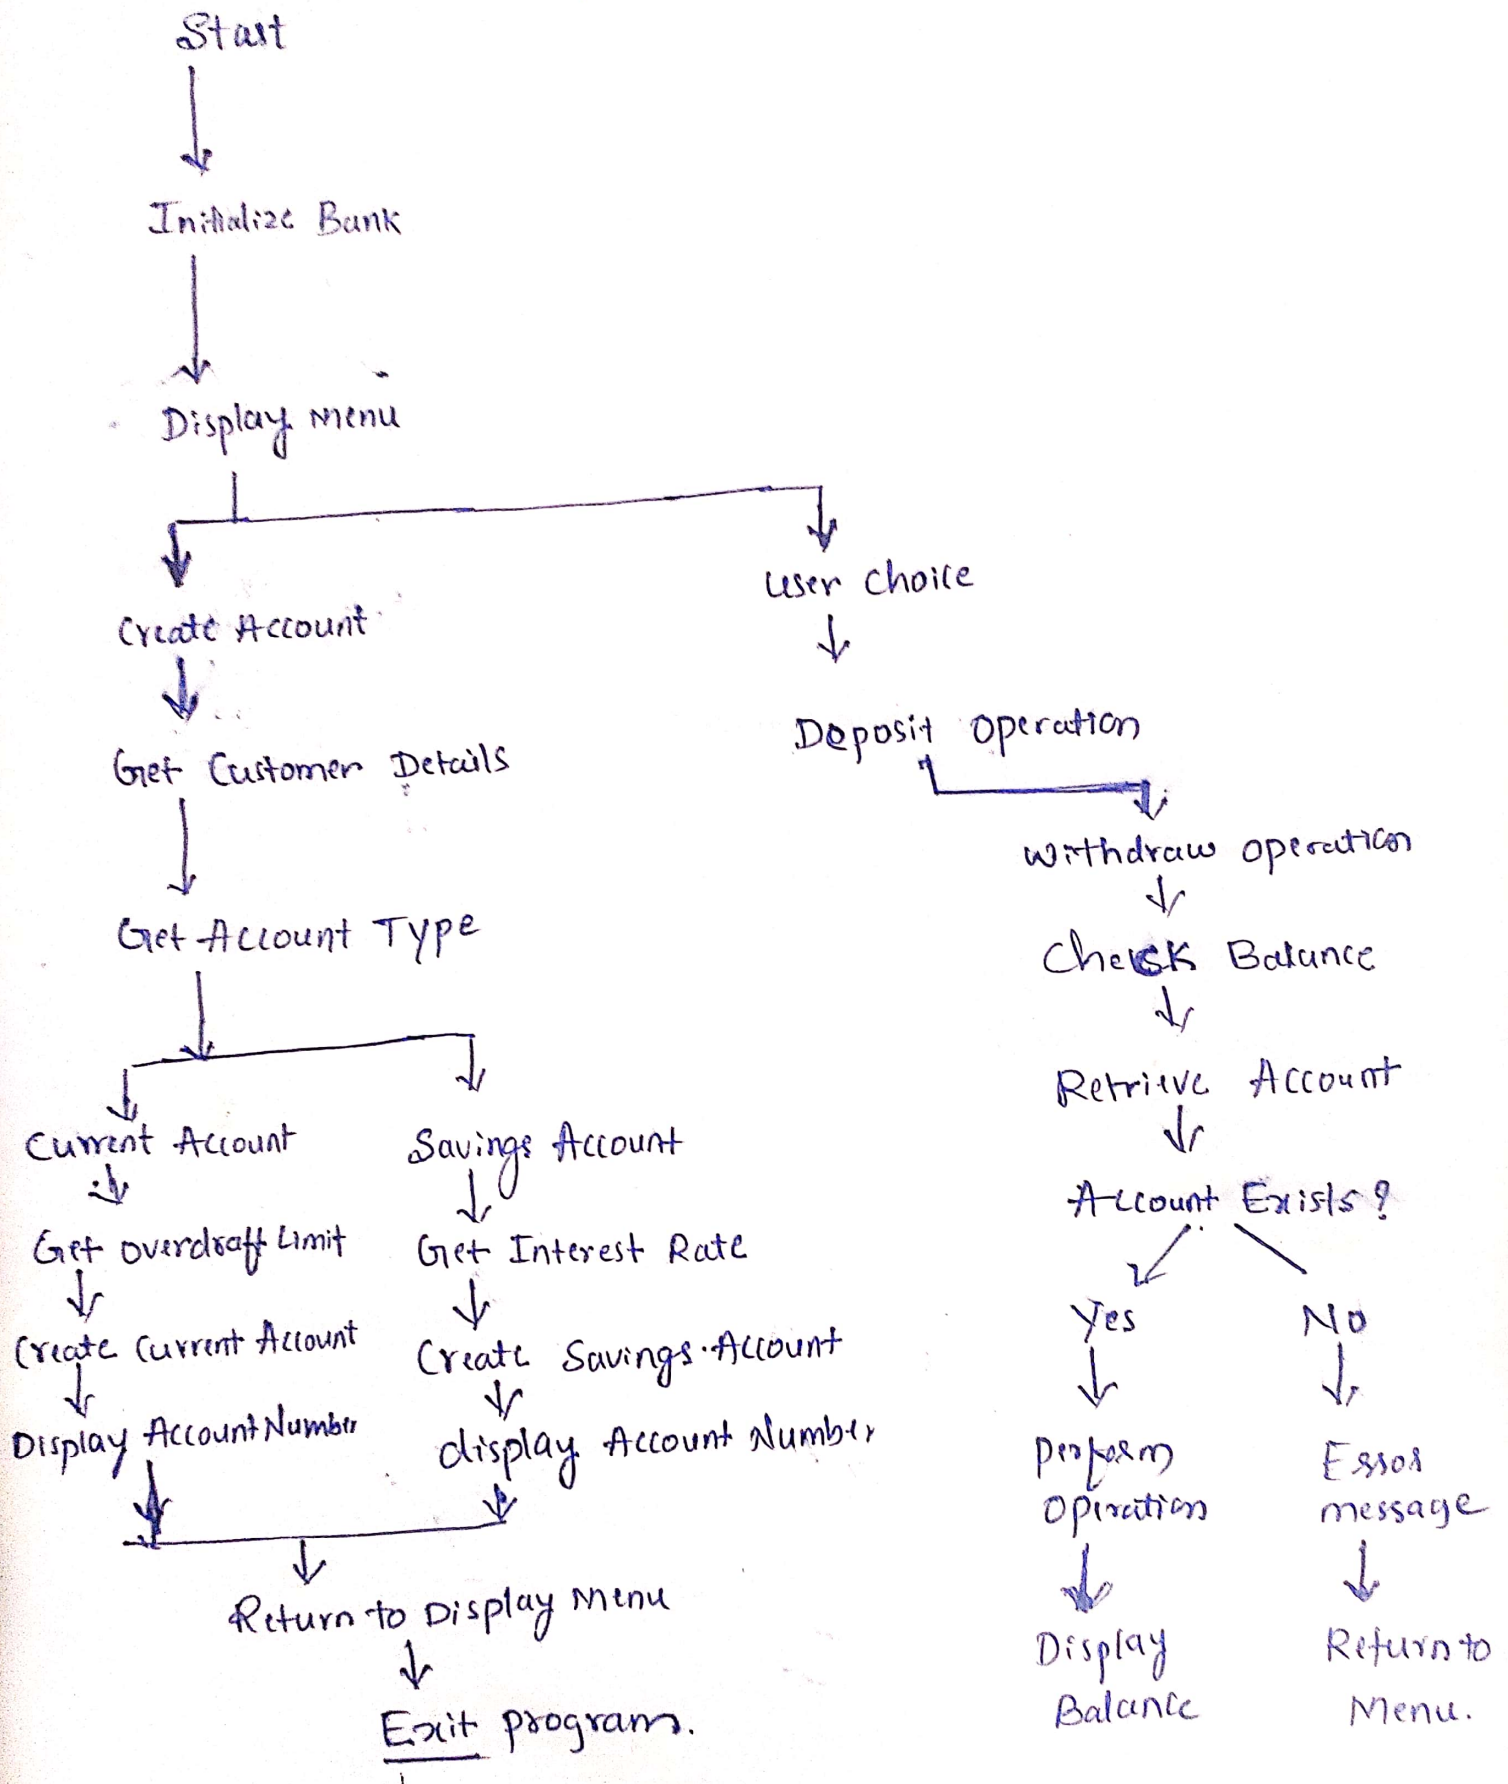 Start
Initialize Bank
Display Menu
Create Account
Get Customer Details
Get Account Type
Current Account
Get overdraft Limit
Create Current Account
Display Account Number
Savings Account
Get Interest Rate
Create Savings Account
display Account Number
Return to Display Menu
Exit program.
User Choice
Deposit Operation
Withdraw Operation
Check Balance
Retrieve Account
Account Exists?
Yes
Perform
Operation
Display
Balance
No
Error
message
Return to
Menu.